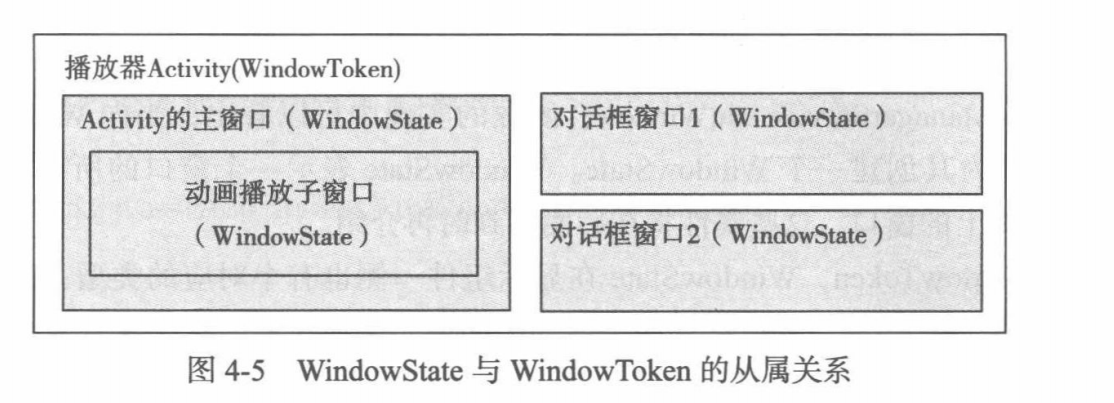 播放器Activity(WindowToken)
Activity的主窗口（WindowState）
动画播放子窗口
（WindowState）
对话框窗口1（WindowState）
对话框窗口2（WindowState）
图 4-5 WindowState 与 WindowToken 的从属关系